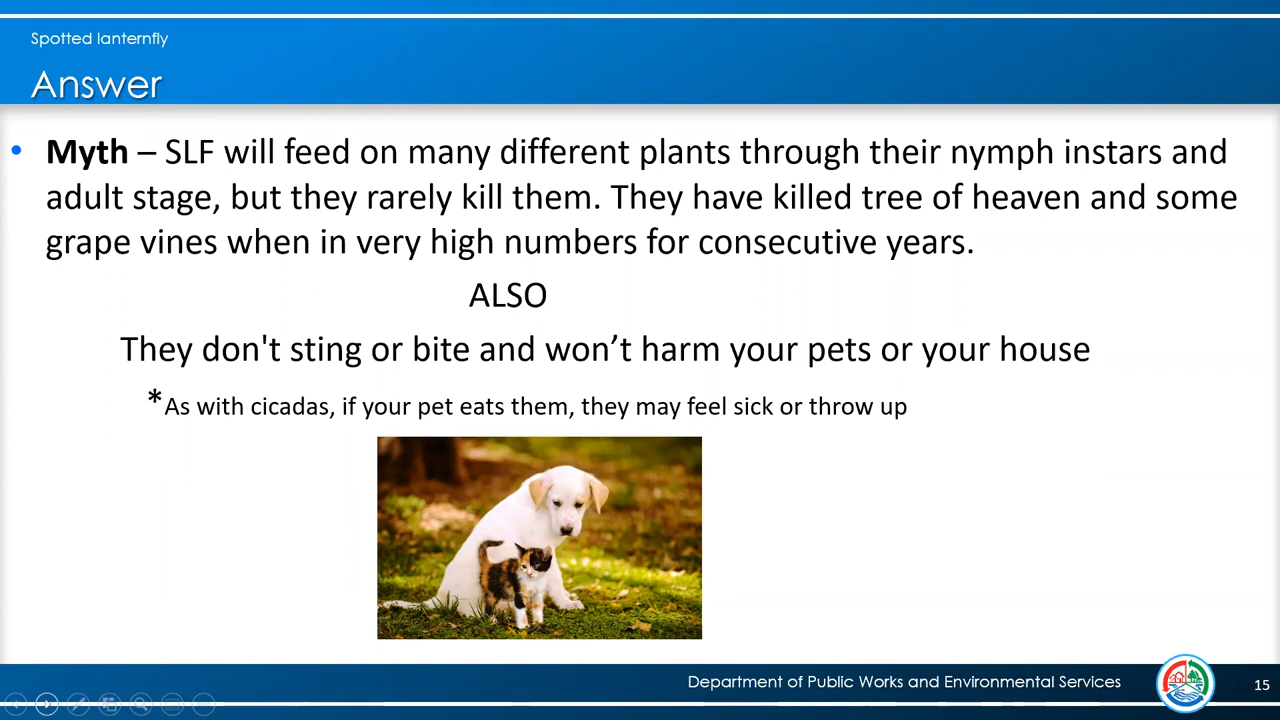 Spotted lanternfly
Answer
• Myth – SLF will feed on many different plants through their nymph instars and
adult stage, but they rarely kill them. They have killed tree of heaven and some
grape vines when in very high numbers for consecutive years.
ALSO
They don't sting or bite and won’t harm your pets or your house
*As with cicadas, if your pet eats them, they may feel sick or throw up
Department of Public Works and Environmental Services
15